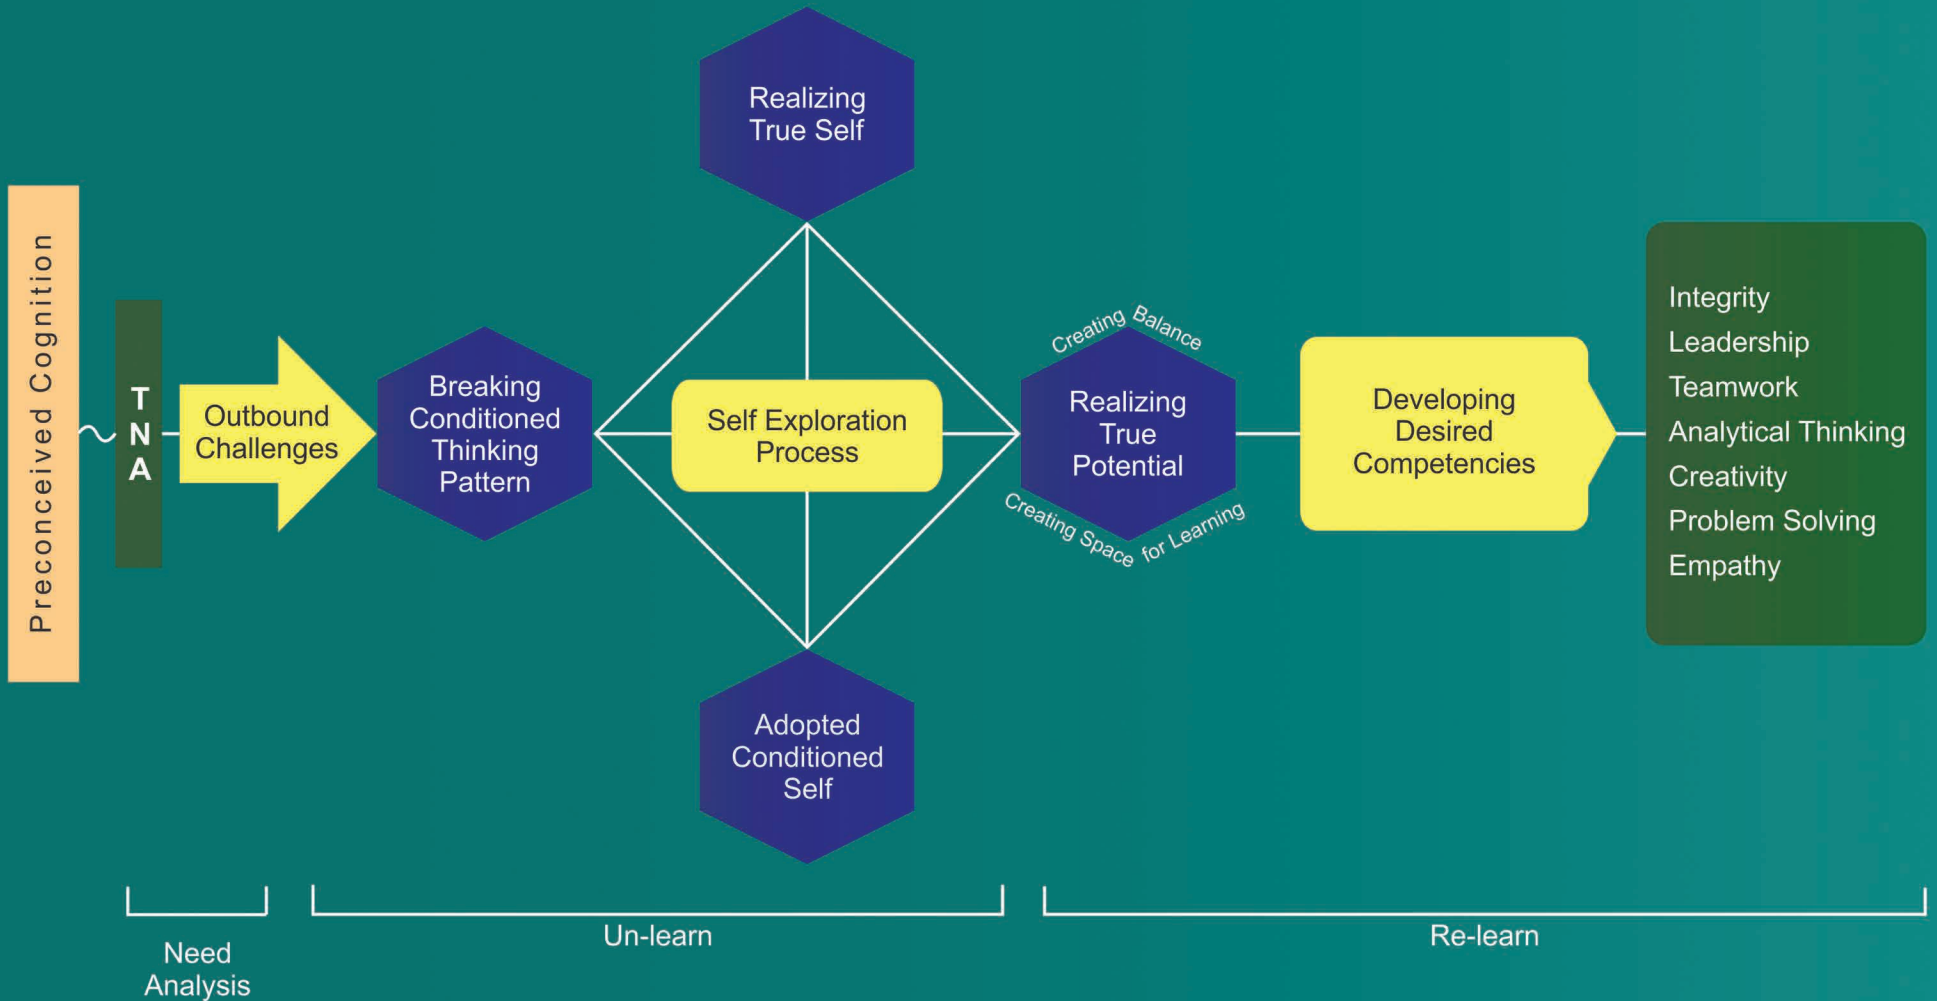 Preconceived Cognition
T
N
A
Outbound
Challenges
Breaking
Conditioned
Thinking
Pattern
Realizing
True Self
Self Exploration
Process
Adopted
Conditioned
Self
Creating Balance
Realizing
True
Potential
Creating Space for Learning
Developing
Desired
Competencies
Integrity
Leadership
Teamwork
Analytical Thinking
Creativity
Problem Solving
Empathy
Need
Analysis
Un-learn
Re-learn